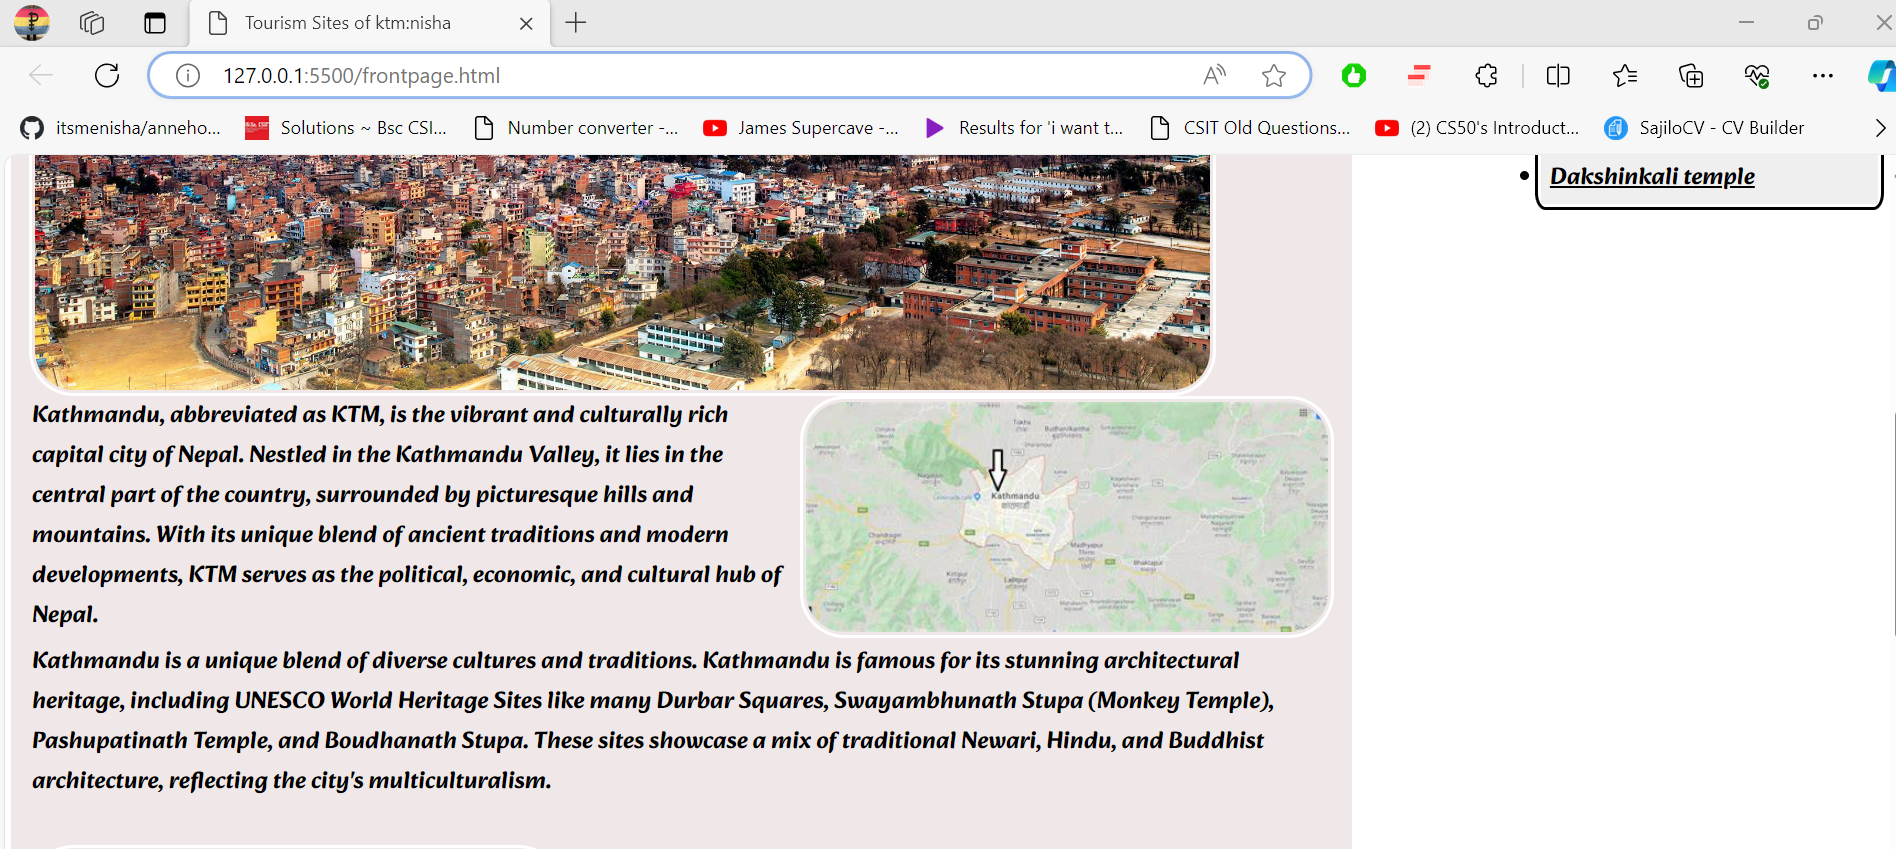 Tourism Sites of ktm:nisha
127.0.0.1:5500/frontpage.html
itsmenisha/anneho...
Solutions ~ Bsc CSI...
Number converter -...
James Supercave -...
Results for 'i want t...
CSIT Old Questions...
(2) CS50's Introduct...
SajiloCV - CV Builder
Dakshinkali temple
Kathmandu, abbreviated as KTM, is the vibrant and culturally rich
capital city of Nepal. Nestled in the Kathmandu Valley, it lies in the
central part of the country, surrounded by picturesque hills and
mountains. With its unique blend of ancient traditions and modern
developments, KTM serves as the political, economic, and cultural hub of
Nepal.
Kathmandu
काठमाडौं
Lalitpur
Bhaktapur
Kathmandu is a unique blend of diverse cultures and traditions. Kathmandu is famous for its stunning architectural
heritage, including UNESCO World Heritage Sites like many Durbar Squares, Swayambhunath Stupa (Monkey Temple),
Pashupatinath Temple, and Boudhanath Stupa. These sites showcase a mix of traditional Newari, Hindu, and Buddhist
architecture, reflecting the city's multiculturalism.